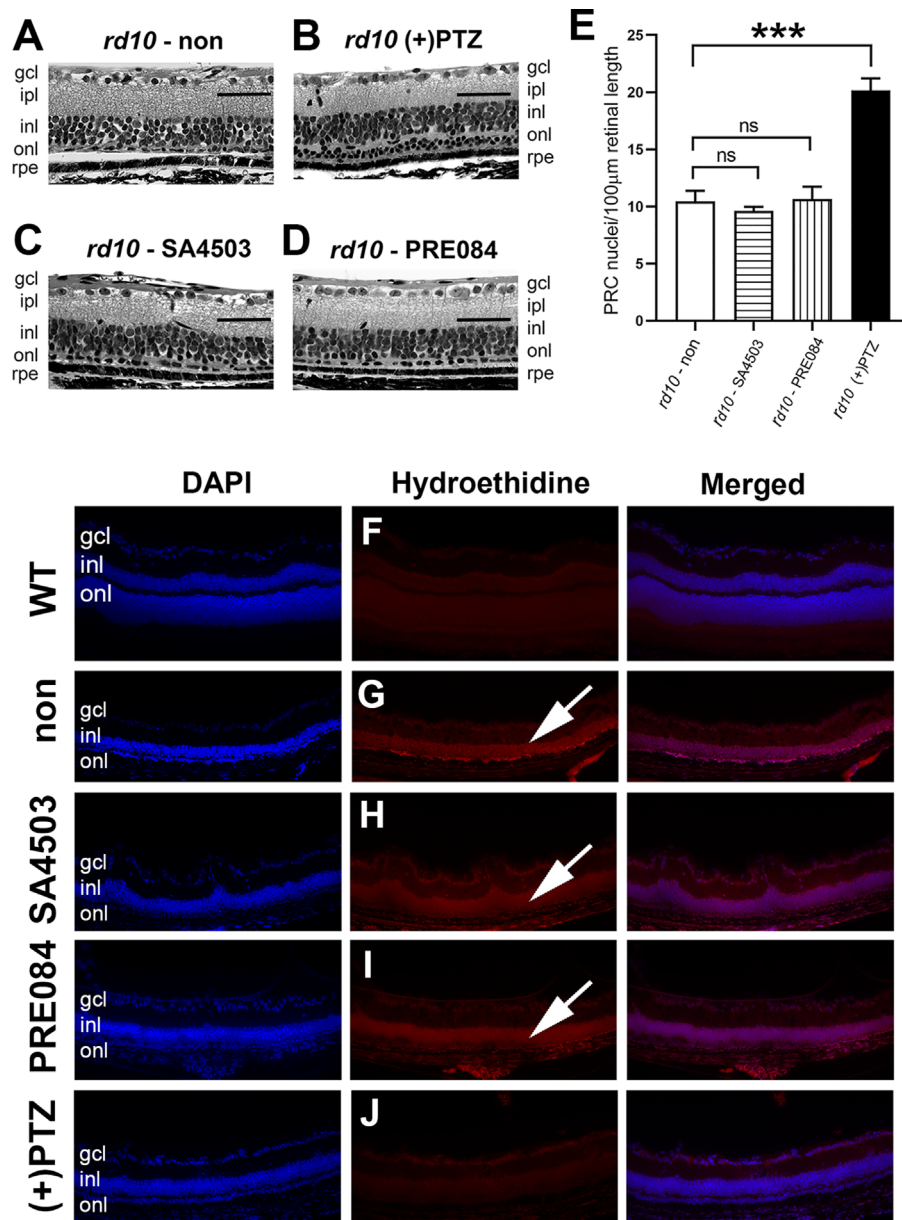 A
rd10 - non
gcl
ipl
inl
onl
rpe
B
rd10 (+)PTZ
gcl
ipl
inl
onl
rpe
C
rd10 - SA4503
gcl
ipl
inl
onl
rpe
D
rd10 - PRE084
gcl
ipl
inl
onl
rpe
E
PRC nuclei/100μm retinal length
25
20
15
10
5
0
***
ns
ns
rd10 - non
rd10 - SA4503
rd10 - PRE084
rd10 (+)PTZ
DAPI
Hydroethidine
Merged
WT
gcl
inl
onl
F
non
gcl
inl
onl
G
SA4503
gcl
inl
onl
H
PRE084
gcl
inl
onl
I
(+)PTZ
gcl
inl
onl
J